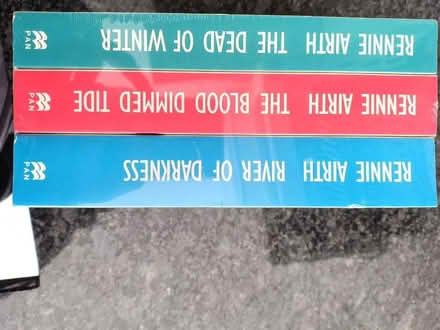 RENNIE AIRTH THE DEAD OF WINTER PAN
RENNIE AIRTH THE BLOOD DIMMED TIDE PAN
RENNIE AIRTH RIVER OF DARKNESS PAN